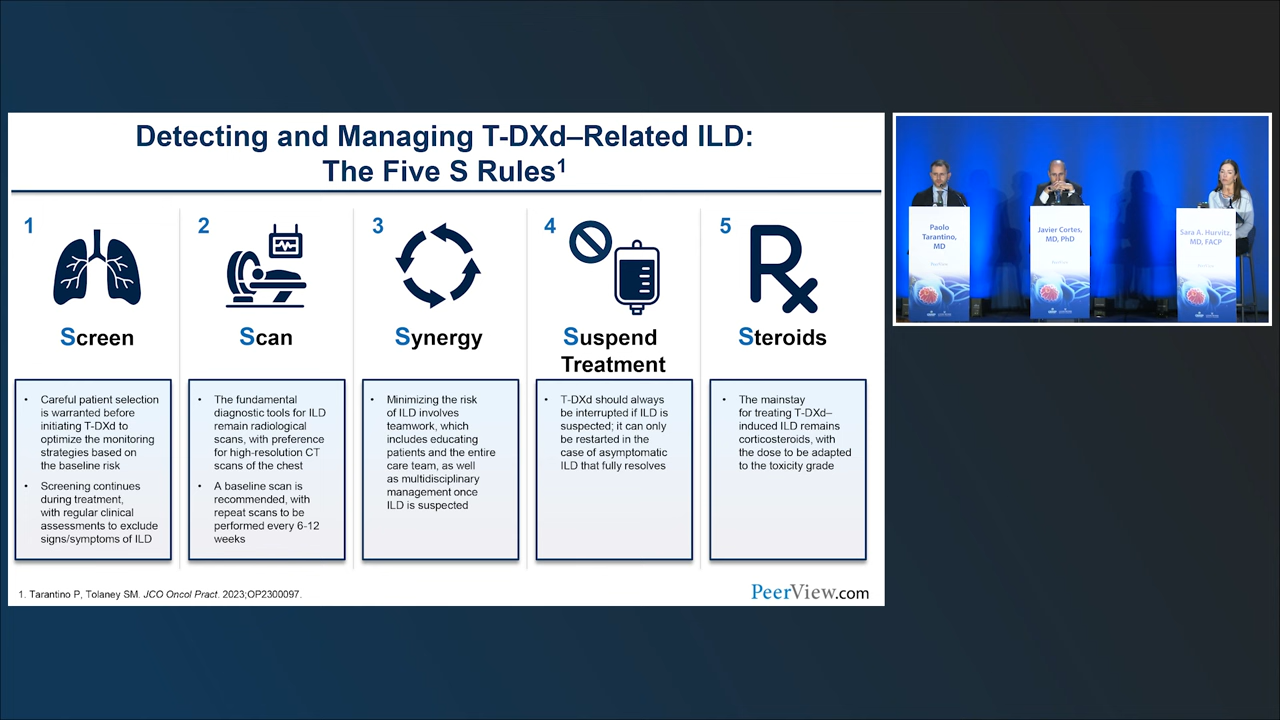 Detecting and Managing T-DXd–Related ILD:
The Five S Rules1
1
Screen
• Careful patient selection
is warranted before
initiating T-DXd to
optimize the monitoring
strategies based on
the baseline risk
• Screening continues
during treatment,
with regular clinical
assessments to exclude
signs/symptoms of ILD
2
Scan
• The fundamental
diagnostic tools for ILD
remain radiological
scans, with preference
for high-resolution CT
scans of the chest
• A baseline scan is
recommended, with
repeat scans to be
performed every 6-12
weeks
3
Synergy
• Minimizing the risk
of ILD involves
teamwork, which
includes educating
patients and the entire
care team, as well
as multidisciplinary
management once
ILD is suspected
4
Suspend
Treatment
• T-DXd should always
be interrupted if ILD is
suspected; it can only
be restarted in the
case of asymptomatic
ILD that fully resolves
5
Rx
Steroids
• The mainstay
for treating T-DXd–
induced ILD remains
corticosteroids, with
the dose to be adapted
to the toxicity grade
1. Tarantino P, Tolaney SM. JCO Oncol Pract. 2023;OP2300097.
PeerView.com
Paolo
Tarantino,
MD
PeerView
Javier Cortes,
MD, PhD
PeerView
Sara A. Hurvitz,
MD, FACP
PeerView